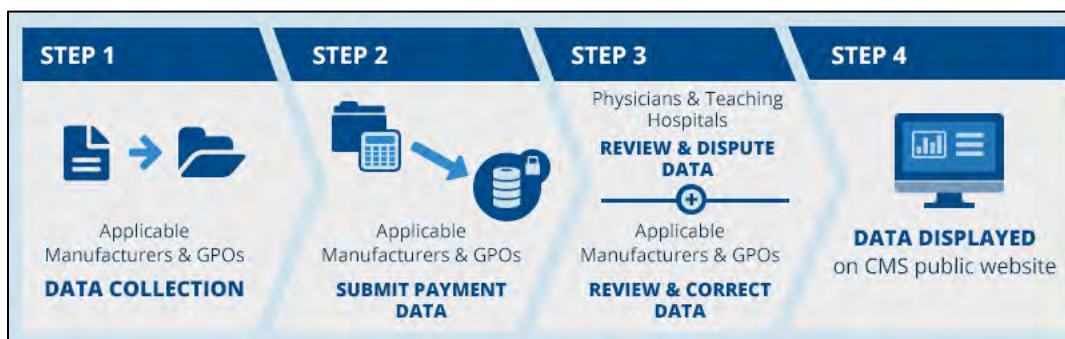 STEP 1
Applicable
Manufacturers & GPOs
DATA COLLECTION
STEP 2
Applicable
Manufacturers & GPOs
SUBMIT PAYMENT
DATA
STEP 3
Physicians & Teaching
Hospitals
REVIEW & DISPUTE
DATA
Applicable
Manufacturers & GPOs
REVIEW & CORRECT
DATA
STEP 4
DATA DISPLAYED
on CMS public website